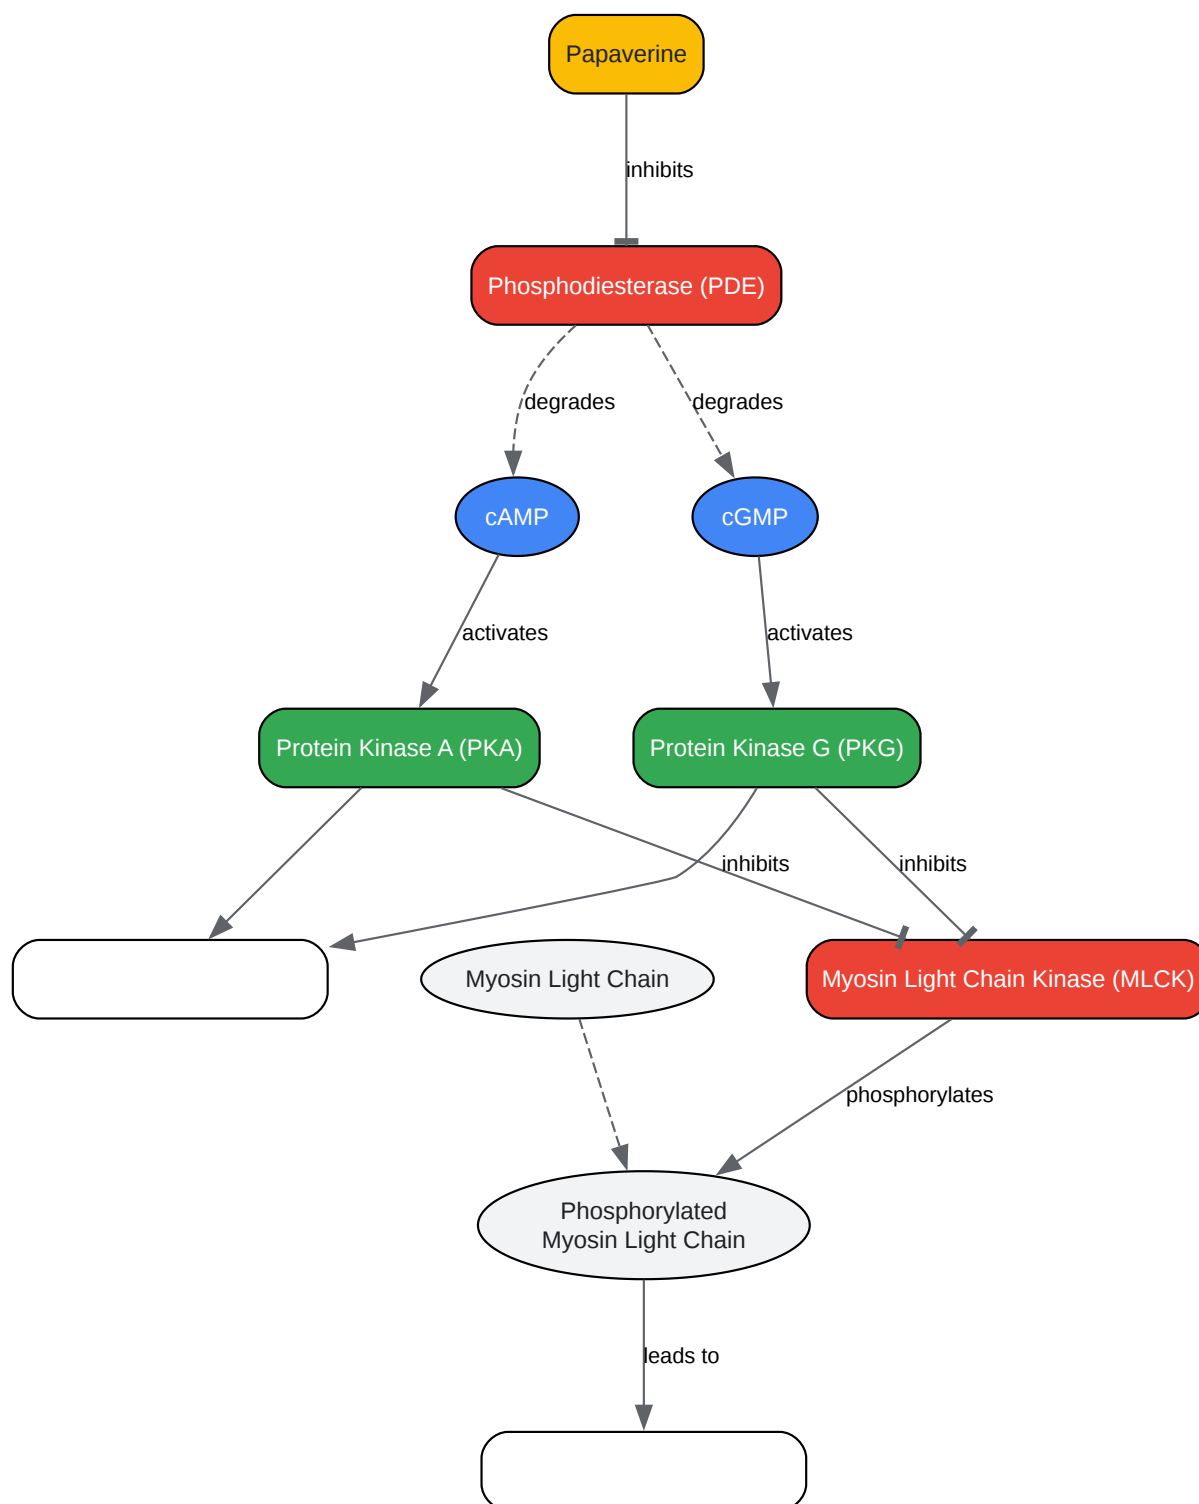 Papaverine
inhibits
Phosphodiesterase (PDE)
degrades
degrades
cAMP
cGMP
activates
activates
Protein Kinase A (PKA)
Protein Kinase G (PKG)
inhibits
inhibits
Myosin Light Chain
Myosin Light Chain Kinase (MLCK)
phosphorylates
Phosphorylated
Myosin Light Chain
leads to